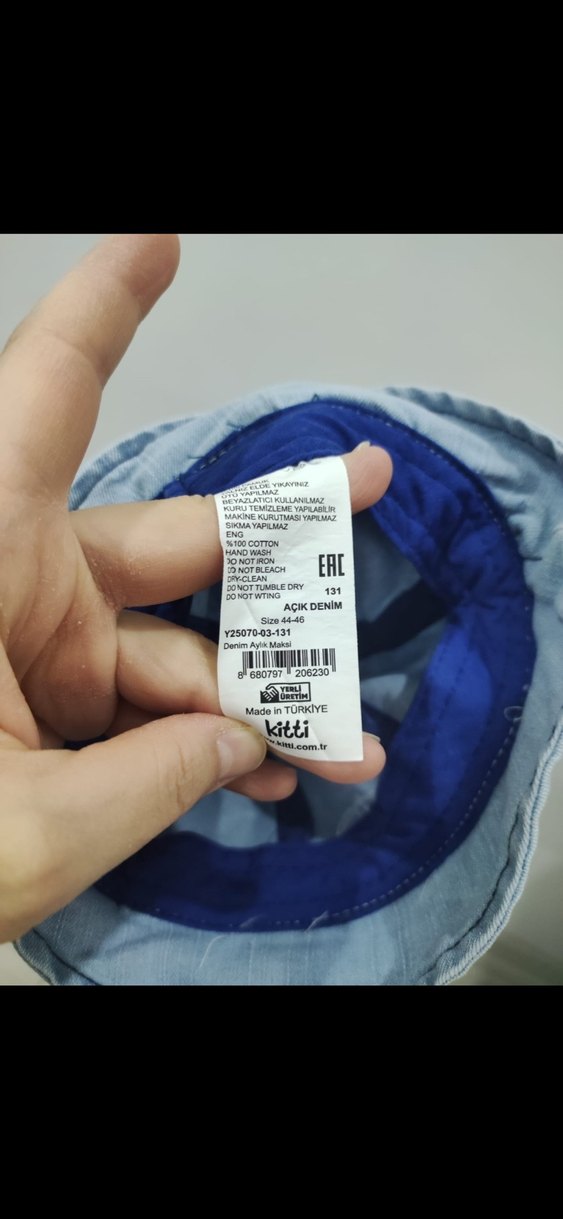 ELDE YIKAYINIZ
ÜTÜ YAPILMAZ
BEYAZLATICI KULLANILMAZ
KURU TEMİZLEME YAPILABİLİR
MAKİNE KURUTMASI YAPILMAZ
SIKMA YAPILMAZ
ENG
%100 COTTON
HAND WASH
DO NOT IRON
DO NOT BLEACH
DRY-CLEAN
DO NOT TUMBLE DRY
DO NOT WTING
EAC
131
AÇIK DENİM
Size 44-46
Y25070-03-131
Denim Aylık Maksi
8 680797 206230
YERLİ
ÜRETİM
Made in TÜRKİYE
kitti
.kitti.com.tr